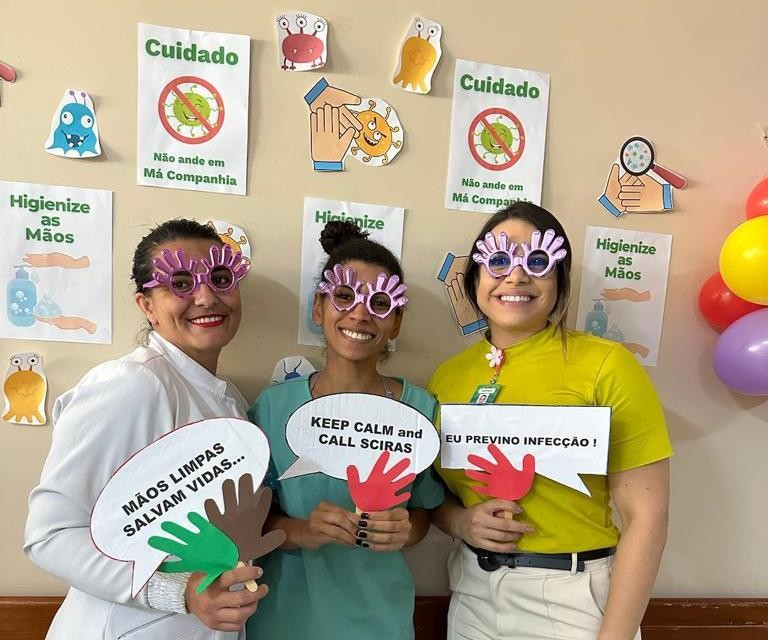 Cuidado
Não ande em
Má Companhia
Cuidado
Não ande em
Má Companhia
Higienize
as
Mãos
Higienize
Higienize
as
Mãos
MÃOS LIMPAS
SALVAM VIDAS...
KEEP CALM and
CALL SCIRAS
EU PREVINO INFECÇÃO !